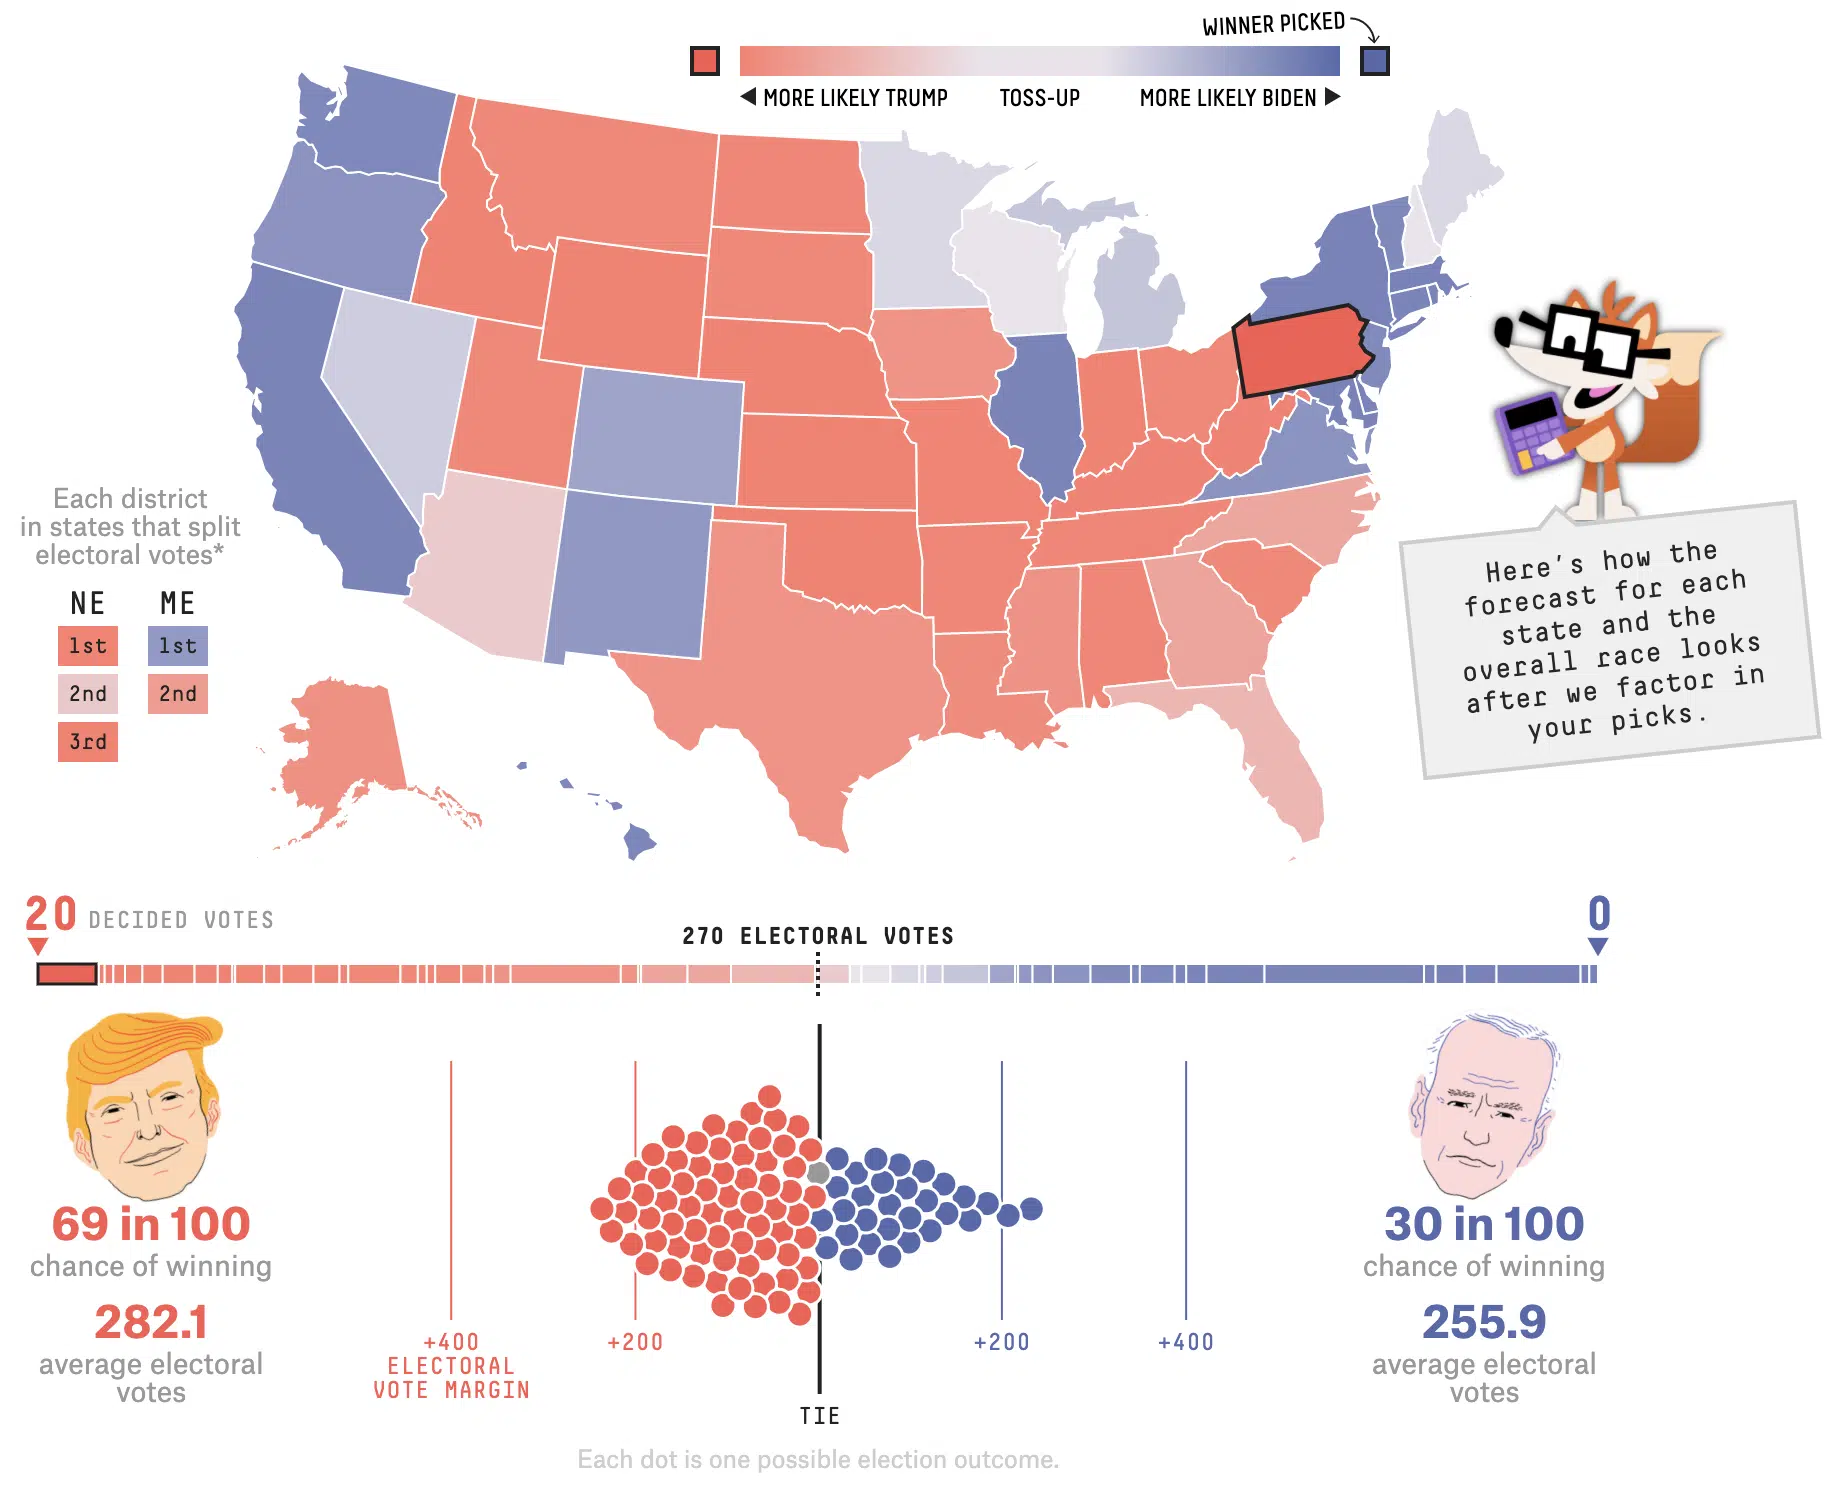 WINNER PICKED
MORE LIKELY TRUMP
TOSS-UP
MORE LIKELY BIDEN
Each district
in states that split
electoral votes*
NE ME
1st 1st
2nd 2nd
3rd
Here's how the
forecast for each
state and the
overall race looks
after we factor in
your picks.
20 DECIDED VOTES
270 ELECTORAL VOTES
0
69 in 100
chance of winning
282.1
average electoral
votes
30 in 100
chance of winning
255.9
average electoral
votes
+400
ELECTORAL
VOTE MARGIN
+200
TIE
+200
+400
Each dot is one possible election outcome.